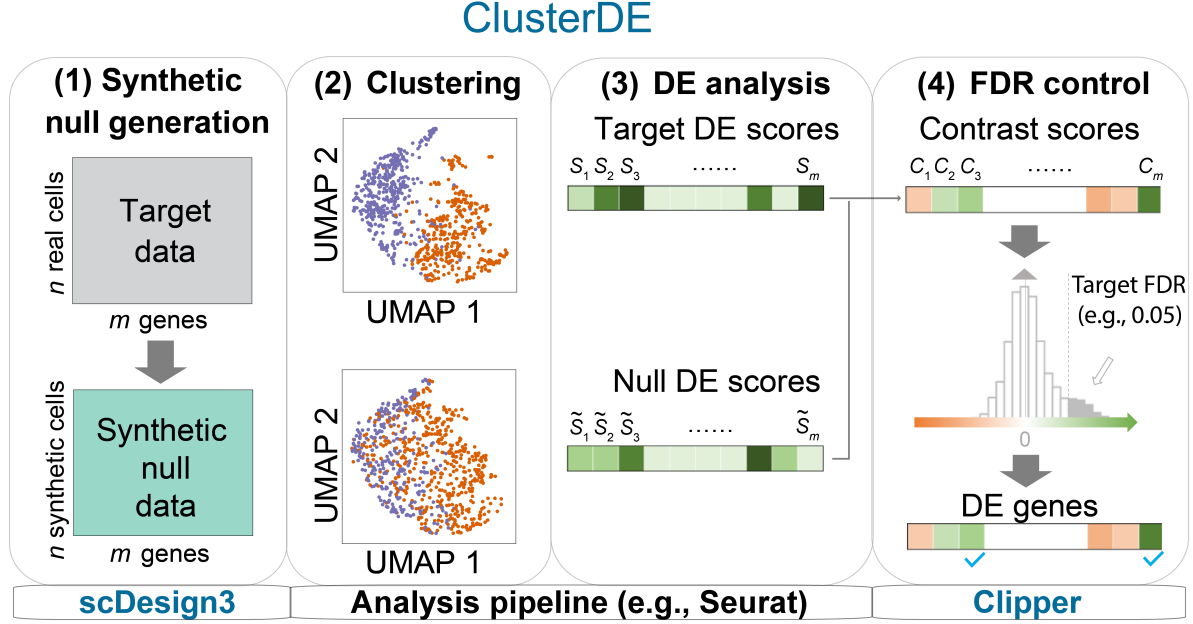 ClusterDE
(1) Synthetic
null generation
n real cells
Target
data
m genes
n synthetic cells
Synthetic
null
data
m genes
scDesign3
(2) Clustering
UMAP 2
UMAP 1
UMAP 2
UMAP 1
(3) DE analysis
Target DE scores
S₁ S₂ S₃ ...... Sₘ
Null DE scores
S̃₁ S̃₂ S̃₃ ...... S̃ₘ
Analysis pipeline (e.g., Seurat)
(4) FDR control
Contrast scores
C₁ C₂ C₃ ...... Cₘ
Target FDR
(e.g., 0.05)
0
DE genes
Clipper